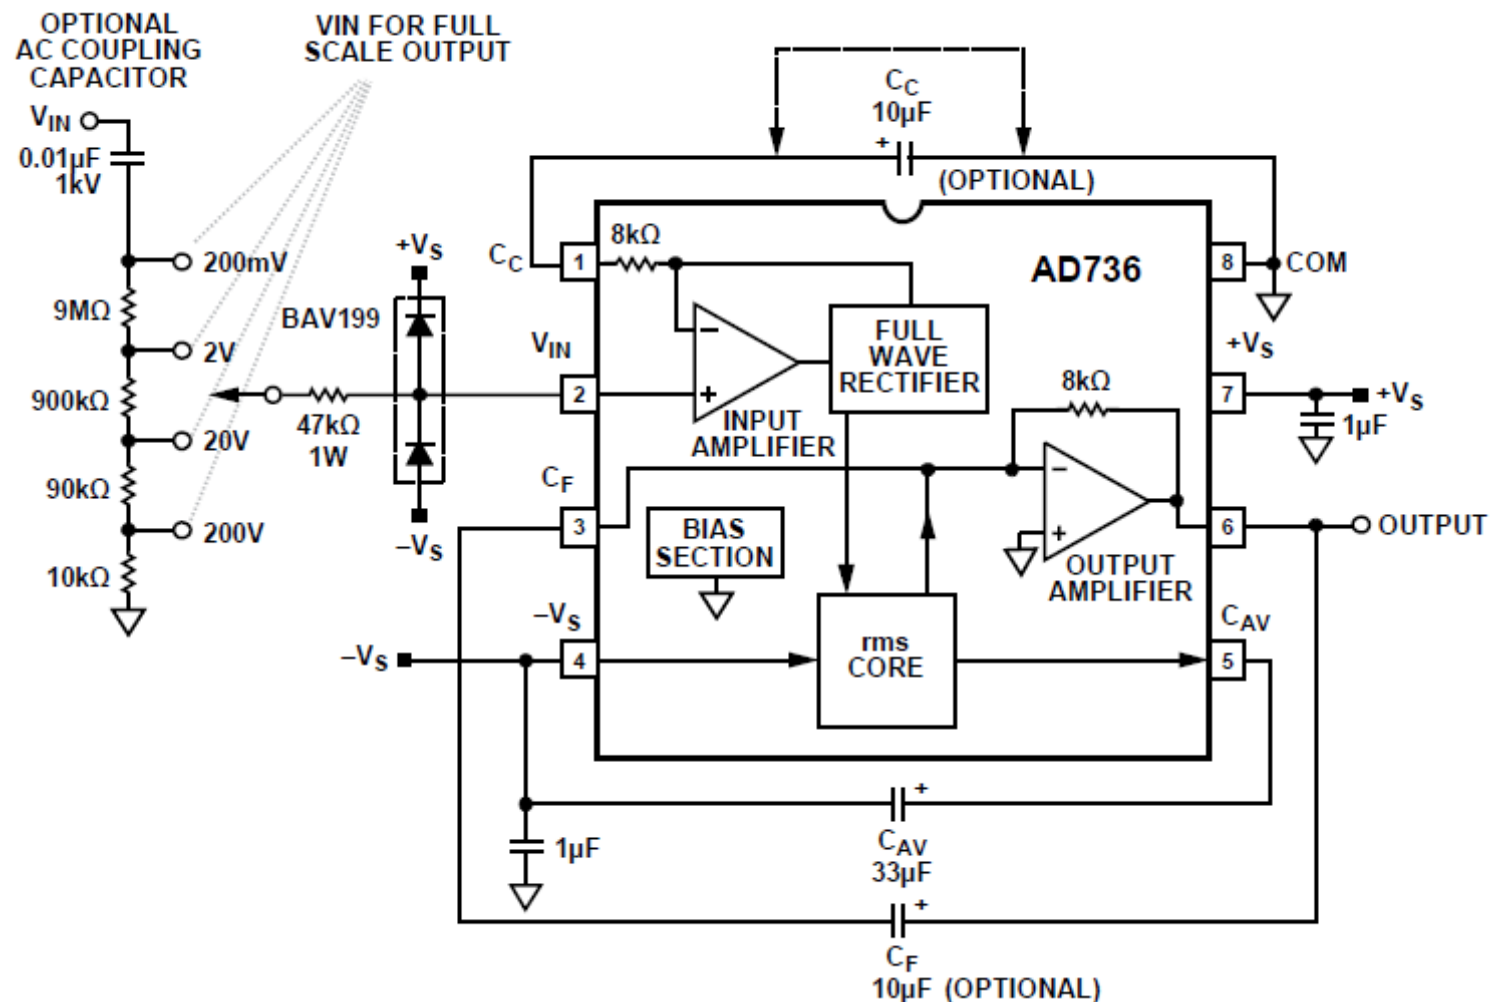 OPTIONAL
AC COUPLING
CAPACITOR
VIN FOR FULL
SCALE OUTPUT
VIN
0.01µF
1kV
200mV
9MΩ
2V
900kΩ
20V
90kΩ
200V
10kΩ
47kΩ
1W
BAV199
+VS
–VS
CC
10µF
+
(OPTIONAL)
CC
1
8kΩ
AD736
8
COM
VIN
2
–
+
INPUT
AMPLIFIER
FULL
WAVE
RECTIFIER
+VS
7
+VS
1µF
8kΩ
CF
3
BIAS
SECTION
–
+
OUTPUT
AMPLIFIER
6
OUTPUT
–VS
–VS
4
rms
CORE
CAV
5
1µF
+
CAV
33µF
+
CF
10µF (OPTIONAL)